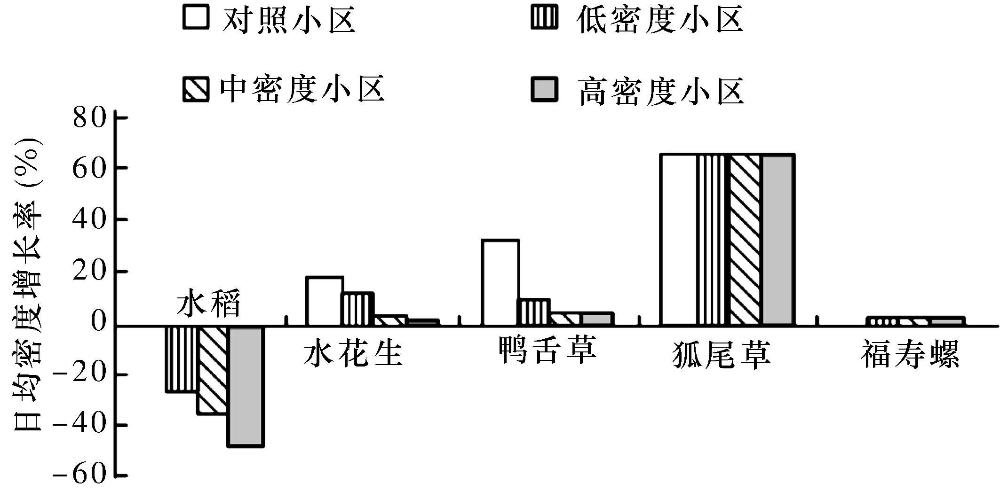 对照小区
低密度小区
中密度小区
高密度小区
日均密度增长率(%)
80
60
40
20
0
-20
-40
-60
水稻
水花生
鸭舌草
狐尾草
福寿螺